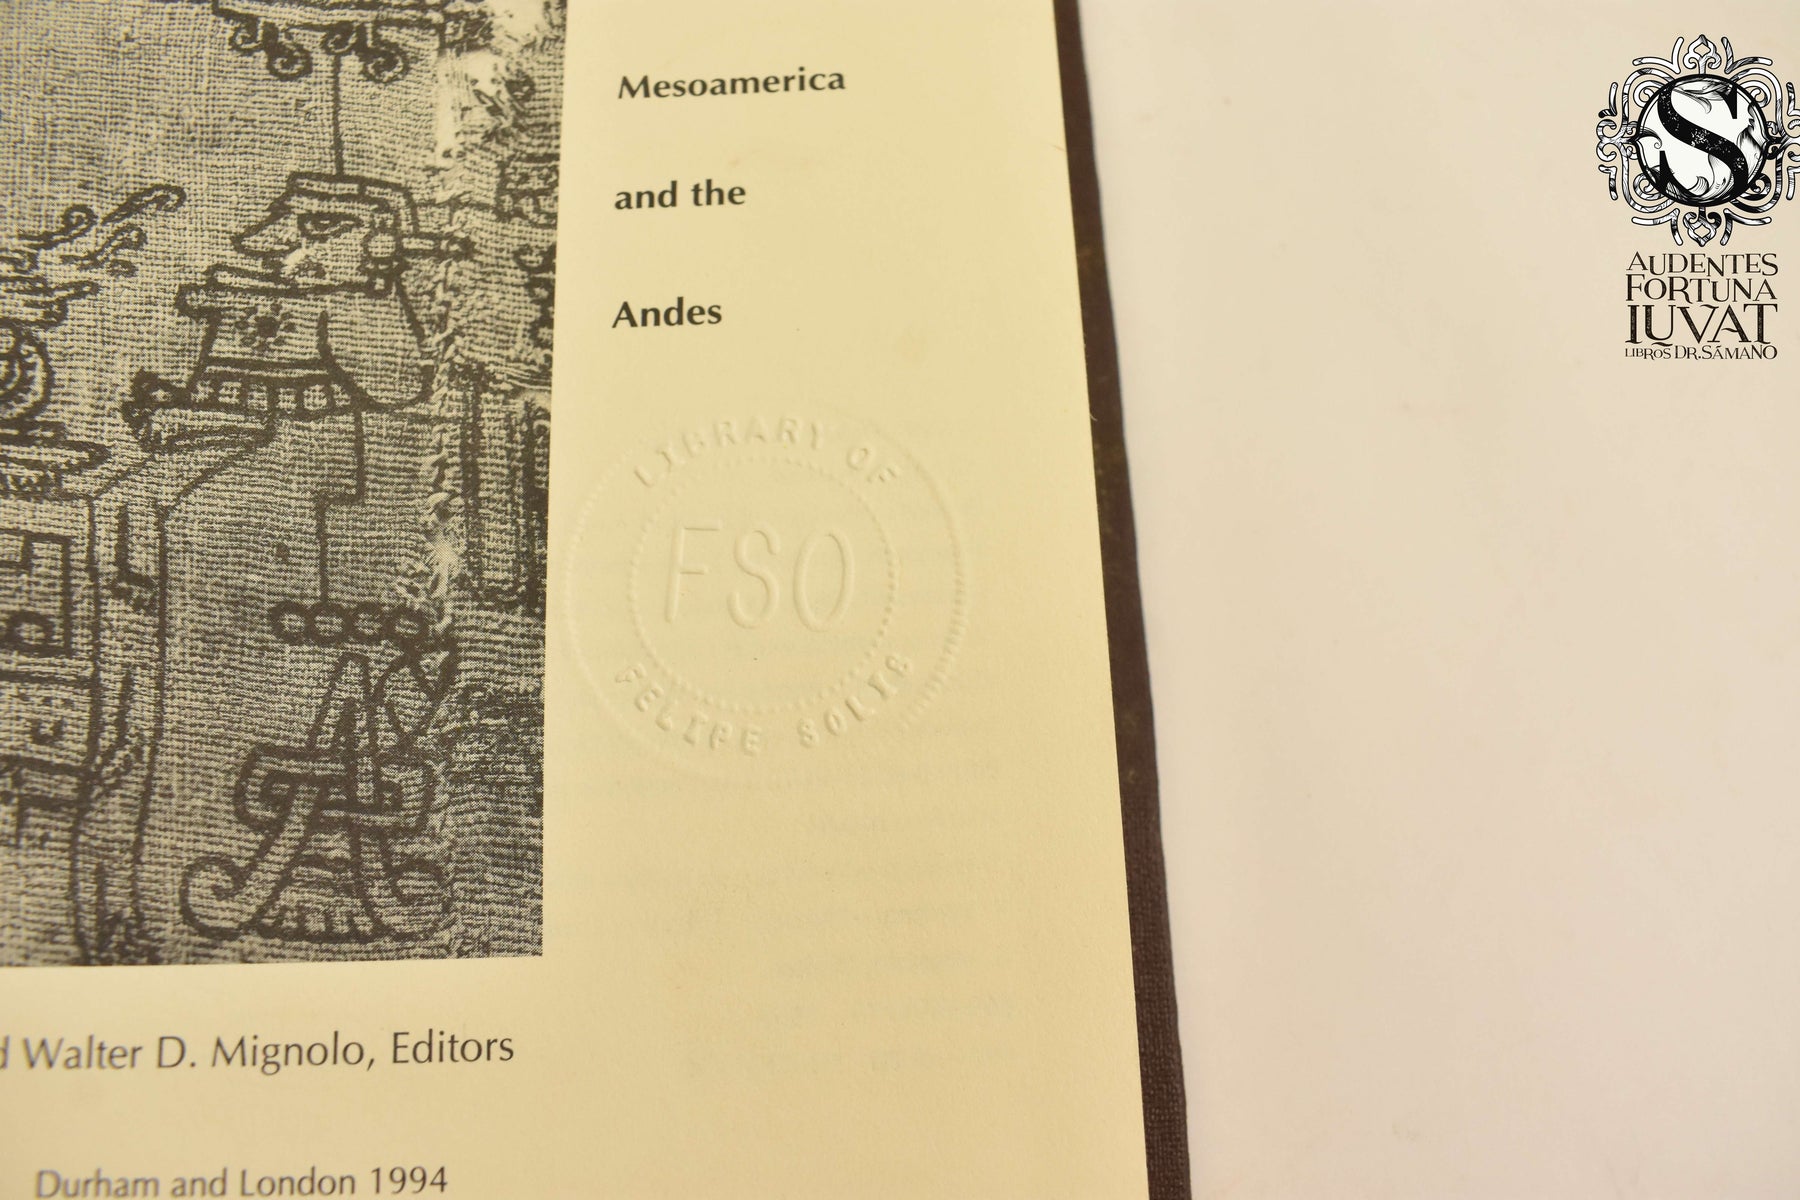 Mesoamerica
and the
Andes
LIBRARY OF
FSO
FELIPE SOLIS
Walter D. Mignolo, Editors
Durham and London 1994
S
AUDENTES
FORTUNA
IUVAT
LIBROS DR. SÁMANO